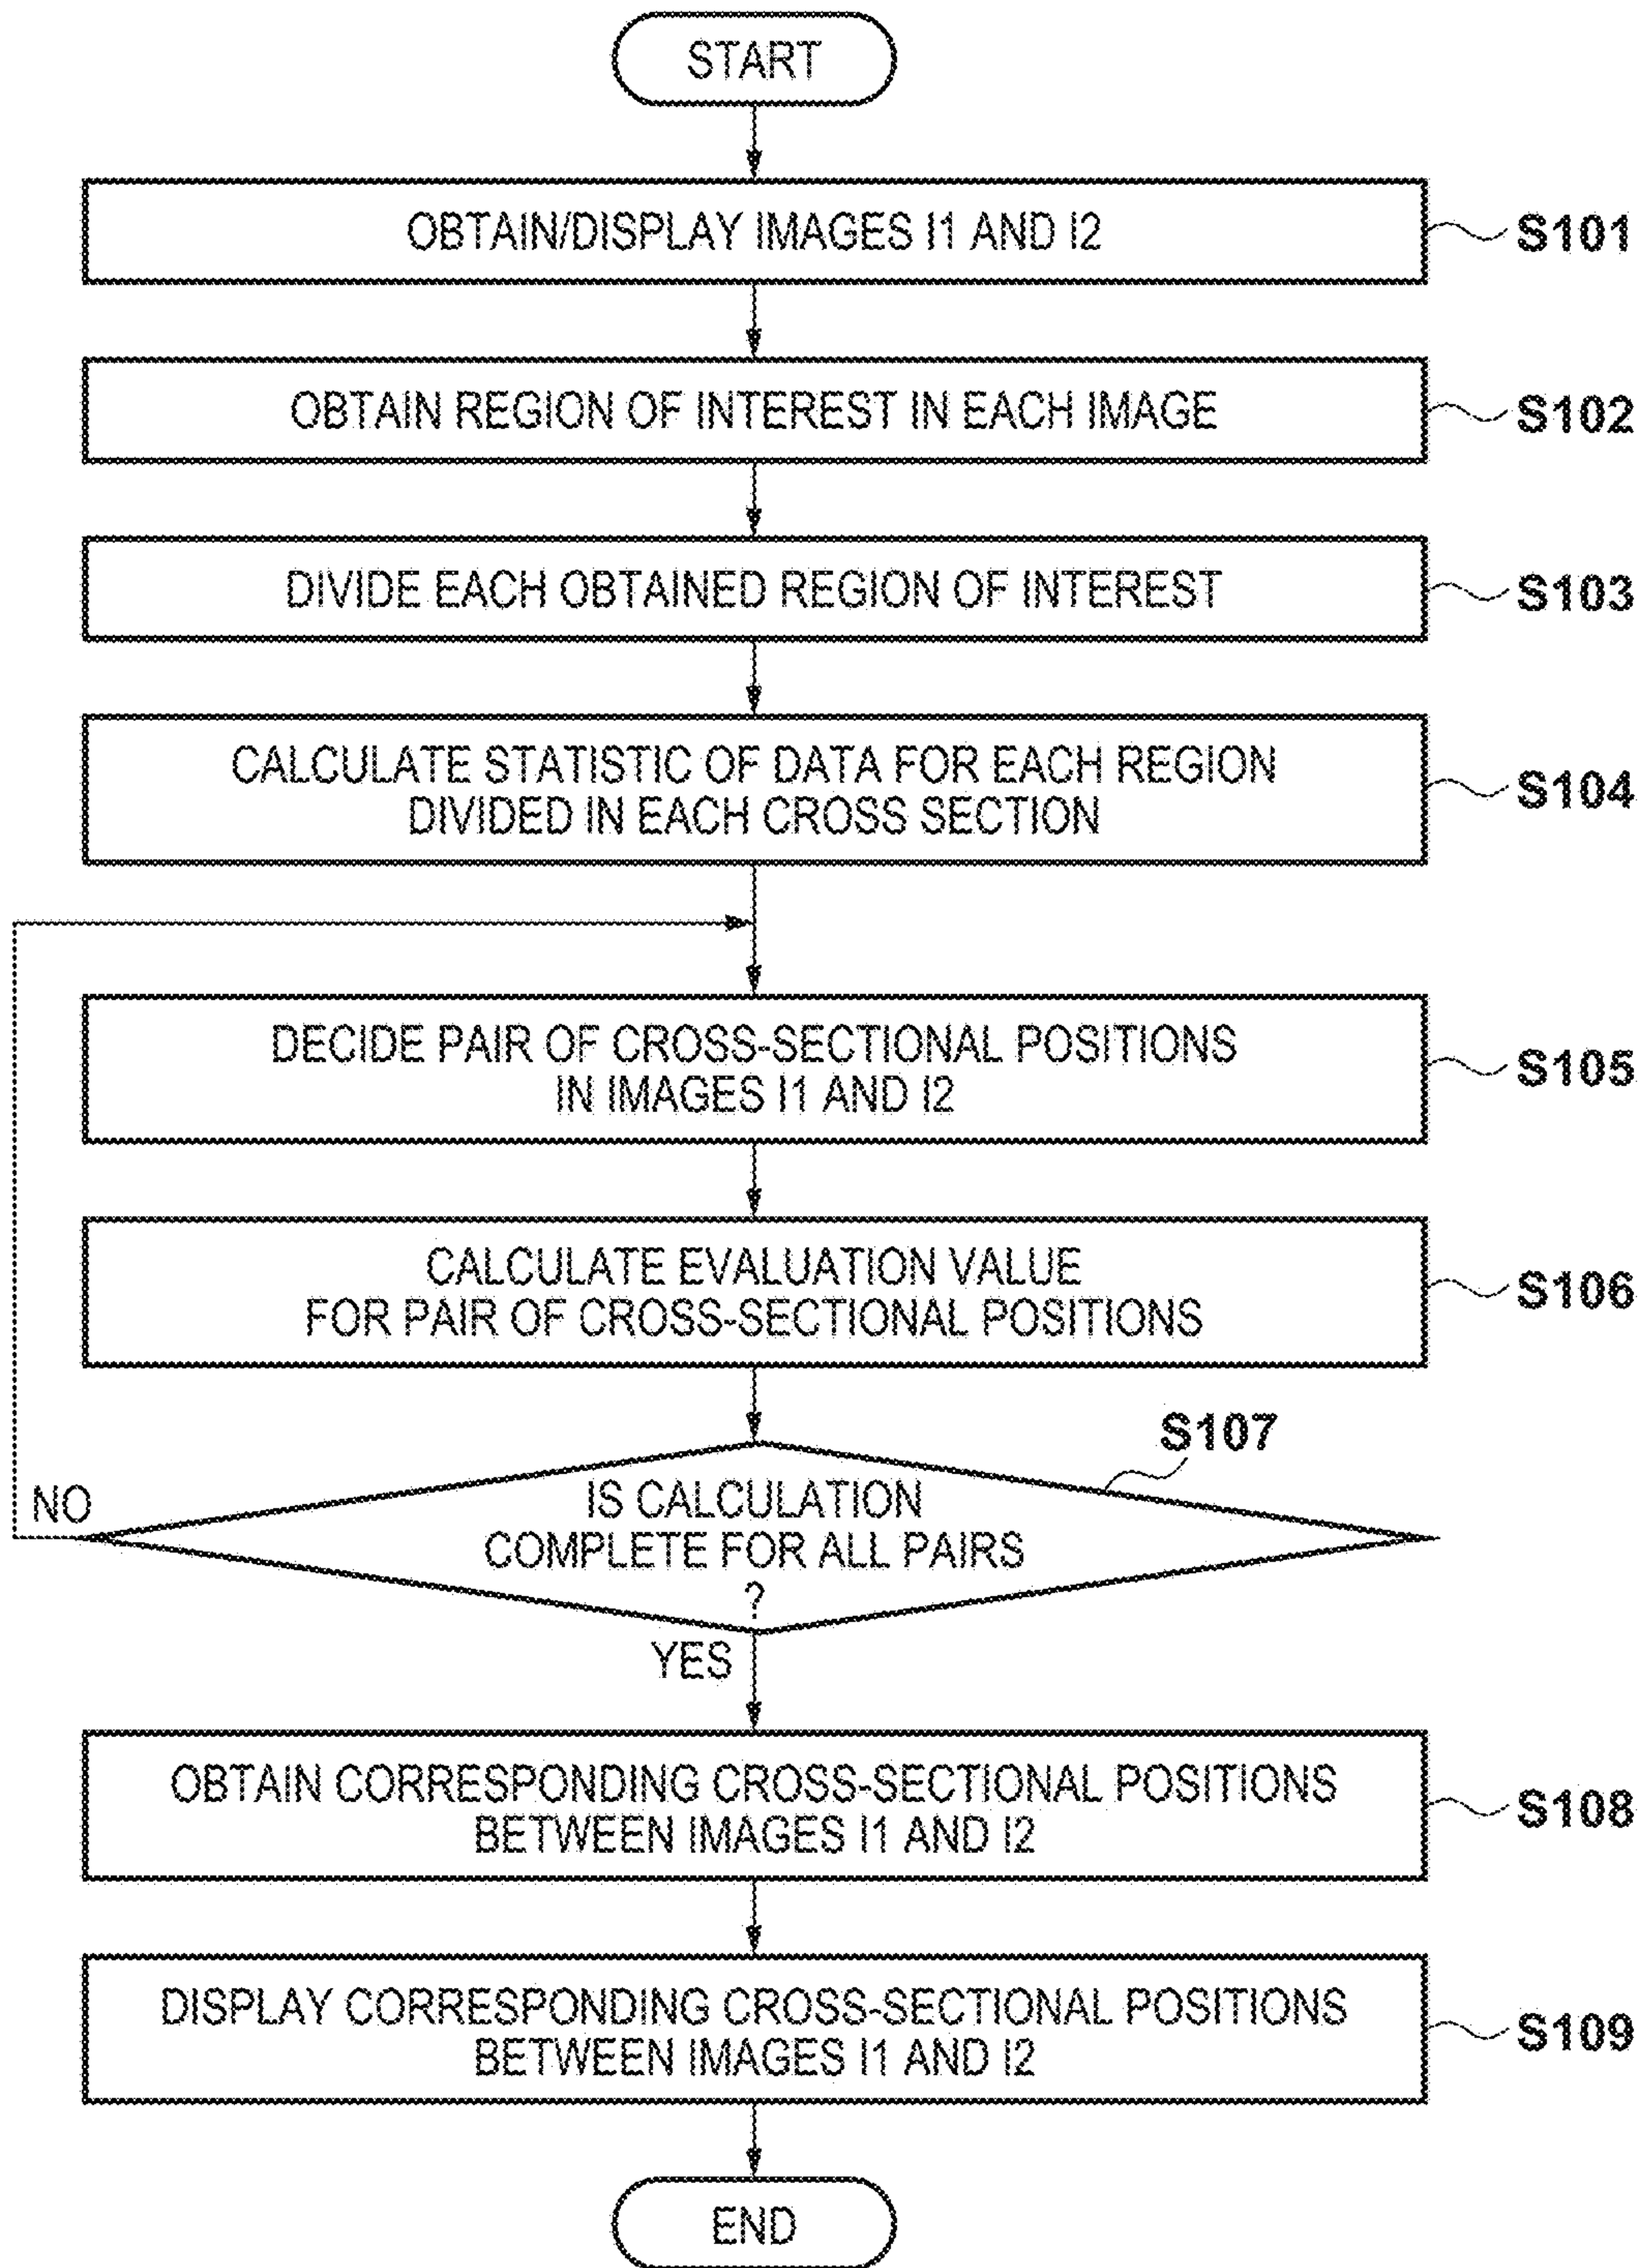 START
OBTAIN/DISPLAY IMAGES I1 AND I2
S101
OBTAIN REGION OF INTEREST IN EACH IMAGE
S102
DIVIDE EACH OBTAINED REGION OF INTEREST
S103
CALCULATE STATISTIC OF DATA FOR EACH REGION
DIVIDED IN EACH CROSS SECTION
S104
DECIDE PAIR OF CROSS-SECTIONAL POSITIONS
IN IMAGES I1 AND I2
S105
CALCULATE EVALUATION VALUE
FOR PAIR OF CROSS-SECTIONAL POSITIONS
S106
S107
NO
IS CALCULATION
COMPLETE FOR ALL PAIRS
?
YES
OBTAIN CORRESPONDING CROSS-SECTIONAL POSITIONS
BETWEEN IMAGES I1 AND I2
S108
DISPLAY CORRESPONDING CROSS-SECTIONAL POSITIONS
BETWEEN IMAGES I1 AND I2
S109
END